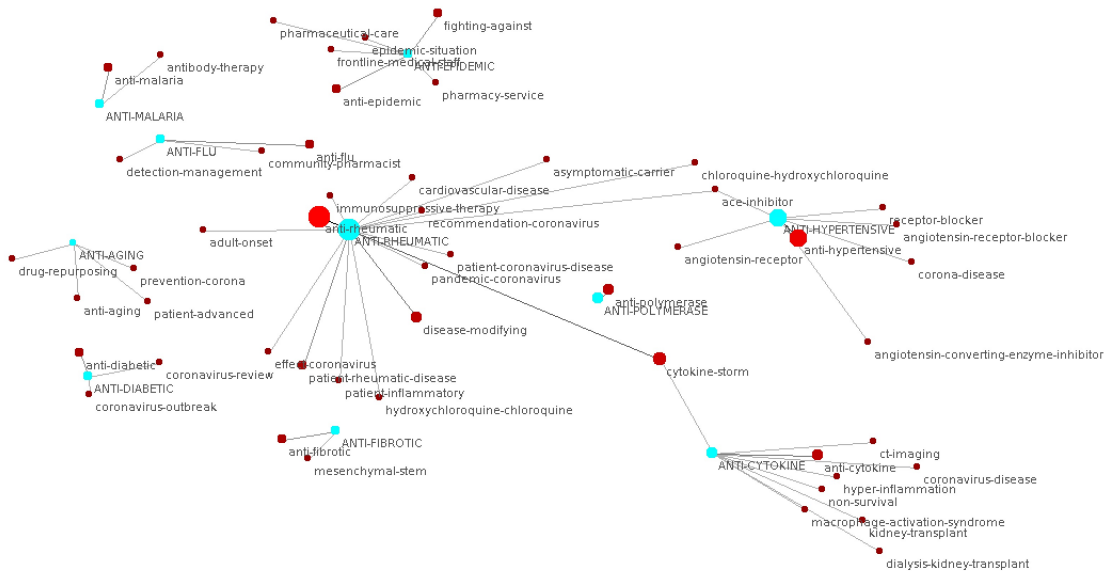 fighting-against
pharmaceutical-care
epidemic-situation
frontline-medical-staff
ANTI-EPIDEMIC
antibody-therapy
anti-malaria
pharmacy-service
anti-epidemic
ANTI-MALARIA
ANTI-FLU
anti-flu
community-pharmacist
detection-management
asymptomatic-carrier
chloroquine-hydroxychloroquine
cardiovascular-disease
ace-inhibitor
immunosuppressive-therapy
receptor-blocker
recommendation-coronavirus
anti-rheumatic
ANTI-HYPERTENSIVE
angiotensin-receptor-blocker
adult-onset
ANTI-RHEUMATIC
anti-hypertensive
ANTI-AGING
angiotensin-receptor
drug-repurposing
patient-coronavirus-disease
corona-disease
prevention-corona
pandemic-coronavirus
anti-polymerase
anti-aging
patient-advanced
ANTI-POLYMERASE
disease-modifying
angiotensin-converting-enzyme-inhibitor
anti-diabetic
effect-coronavirus
coronavirus-review
cytokine-storm
patient-rheumatic-disease
ANTI-DIABETIC
patient-inflammatory
coronavirus-outbreak
hydroxychloroquine-chloroquine
ANTI-FIBROTIC
anti-fibrotic
ct-imaging
mesenchymal-stem
ANTI-CYTOKINE
anti-cytokine
coronavirus-disease
hyper-inflammation
non-survival
macrophage-activation-syndrome
kidney-transplant
dialysis-kidney-transplant